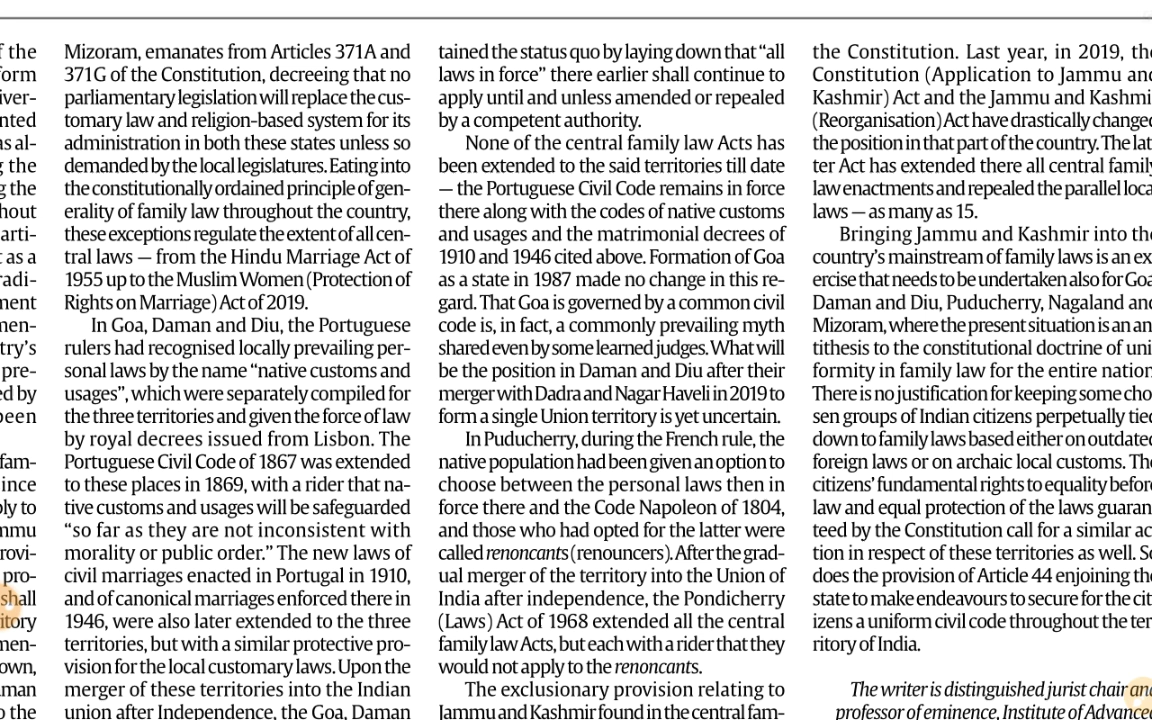 f the
form
iver-
nted
as al-
g the
g the
hout
arti-
t as a
radi-
ment
men-
try's
pre-
ed by
been
fam-
ince
ply to
mmu
rovi-
pro-
shall
itory
men-
own,
aman
o the
Mizoram, emanates from Articles 371A and
371G of the Constitution, decreeing that no
parliamentary legislation will replace the cus-
tomary law and religion-based system for its
administration in both these states unless so
demanded by the local legislatures. Eating into
the constitutionally ordained principle of gen-
erality of family law throughout the country,
these exceptions regulate the extent of all cen-
tral laws — from the Hindu Marriage Act of
1955 up to the Muslim Women (Protection of
Rights on Marriage) Act of 2019.
In Goa, Daman and Diu, the Portuguese
rulers had recognised locally prevailing per-
sonal laws by the name “native customs and
usages”, which were separately compiled for
the three territories and given the force of law
by royal decrees issued from Lisbon. The
Portuguese Civil Code of 1867 was extended
to these places in 1869, with a rider that na-
tive customs and usages will be safeguarded
“so far as they are not inconsistent with
morality or public order.” The new laws of
civil marriages enacted in Portugal in 1910,
and of canonical marriages enforced there in
1946, were also later extended to the three
territories, but with a similar protective pro-
vision for the local customary laws. Upon the
merger of these territories into the Indian
union after Independence, the Goa, Daman
tained the status quo by laying down that “all
laws in force” there earlier shall continue to
apply until and unless amended or repealed
by a competent authority.
None of the central family law Acts has
been extended to the said territories till date
— the Portuguese Civil Code remains in force
there along with the codes of native customs
and usages and the matrimonial decrees of
1910 and 1946 cited above. Formation of Goa
as a state in 1987 made no change in this re-
gard. That Goa is governed by a common civil
code is, in fact, a commonly prevailing myth
shared even by some learned judges. What will
be the position in Daman and Diu after their
merger with Dadra and Nagar Haveli in 2019 to
form a single Union territory is yet uncertain.
In Puducherry, during the French rule, the
native population had been given an option to
choose between the personal laws then in
force there and the Code Napoleon of 1804,
and those who had opted for the latter were
called renoncants (renouncers). After the grad-
ual merger of the territory into the Union of
India after independence, the Pondicherry
(Laws) Act of 1968 extended all the central
family law Acts, but each with a rider that they
would not apply to the renoncants.
The exclusionary provision relating to
Jammu and Kashmir found in the central fam-
the Constitution. Last year, in 2019, the
Constitution (Application to Jammu and
Kashmir) Act and the Jammu and Kashmi
(Reorganisation) Act have drastically changed
the position in that part of the country. The lat
ter Act has extended there all central family
law enactments and repealed the parallel loca
laws — as many as 15.
Bringing Jammu and Kashmir into the
country's mainstream of family laws is an ex
ercise that needs to be undertaken also for Goa
Daman and Diu, Puducherry, Nagaland and
Mizoram, where the present situation is an an
tithesis to the constitutional doctrine of uni
formity in family law for the entire nation
There is no justification for keeping some cho
sen groups of Indian citizens perpetually tied
down to family laws based either on outdated
foreign laws or on archaic local customs. The
citizens' fundamental rights to equality before
law and equal protection of the laws guaran
teed by the Constitution call for a similar ac
tion in respect of these territories as well. So
does the provision of Article 44 enjoining the
state to make endeavours to secure for the cit
izens a uniform civil code throughout the ter
ritory of India.
The writer is distinguished jurist chair and
professor of eminence, Institute of Advanced